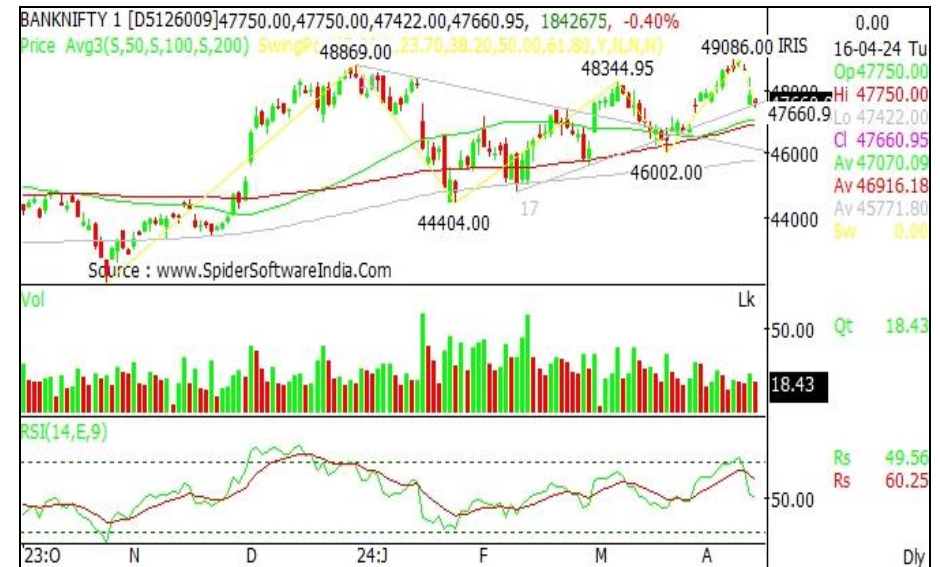 BANKNIFTY 1 [D5126009]47750.00,47750.00,47422.00,47660.95, 1842675, -0.40%
0.00
Price Avg3(S,50,S,100,S,200)
23.70,38.20,50.00,61.80,Y,N,N,N)
48869.00
48344.95
49086.00
IRIS
16-04-24 Tu
Op47750.00
Hi 47750.00
47660.9
Lo 47422.00
Cl 47660.95
Av 47070.09
46000
46002.00
Av 46916.18
Av 45771.80
44404.00
17
44000
Sw 0.00
Source : www.SpiderSoftwareIndia.Com
Vol
Lk
50.00
Qt 18.43
18.43
RSI(14,E,9)
Rs 49.56
Rs 60.25
50.00
23:O N D 24:J F M A
Dly